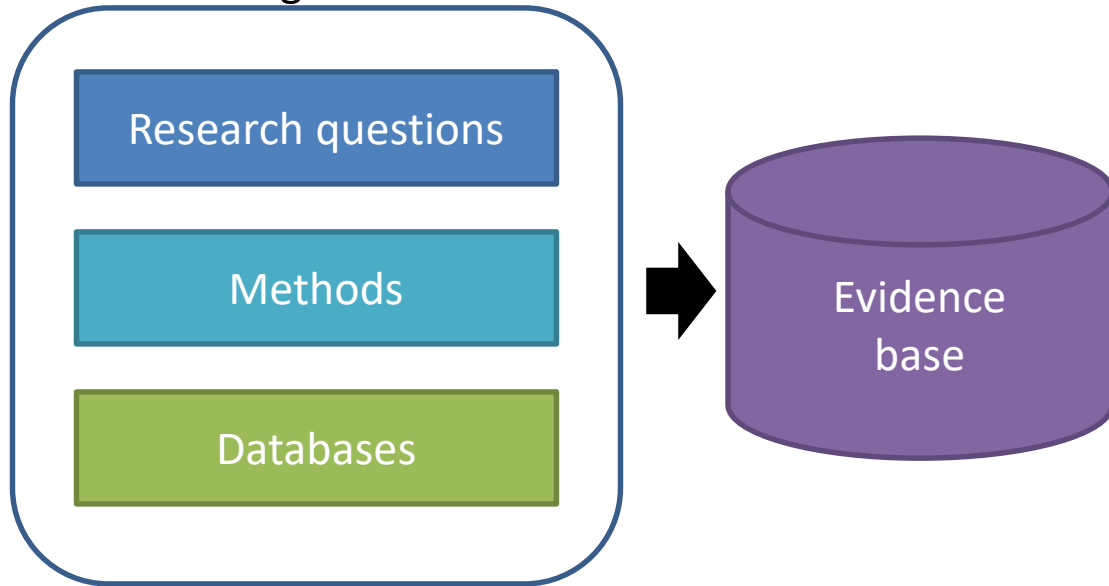 Research questions
Methods
Databases
Evidence
base